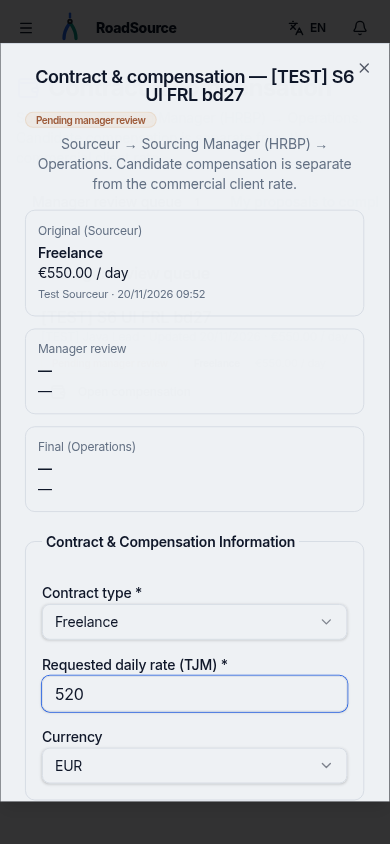 RoadSource
EN
Contract & compensation — [TEST] S6
UI FRL bd27
Pending manager review
Sourceur → Sourcing Manager (HRBP) →
Operations. Candidate compensation is separate
from the commercial client rate.
Original (Sourceur)
Freelance
€550.00 / day
Test Sourceur · 20/11/2026 09:52
Manager review
—
—
Final (Operations)
—
—
Contract & Compensation Information
Contract type *
Freelance
Requested daily rate (TJM) *
520
Currency
EUR